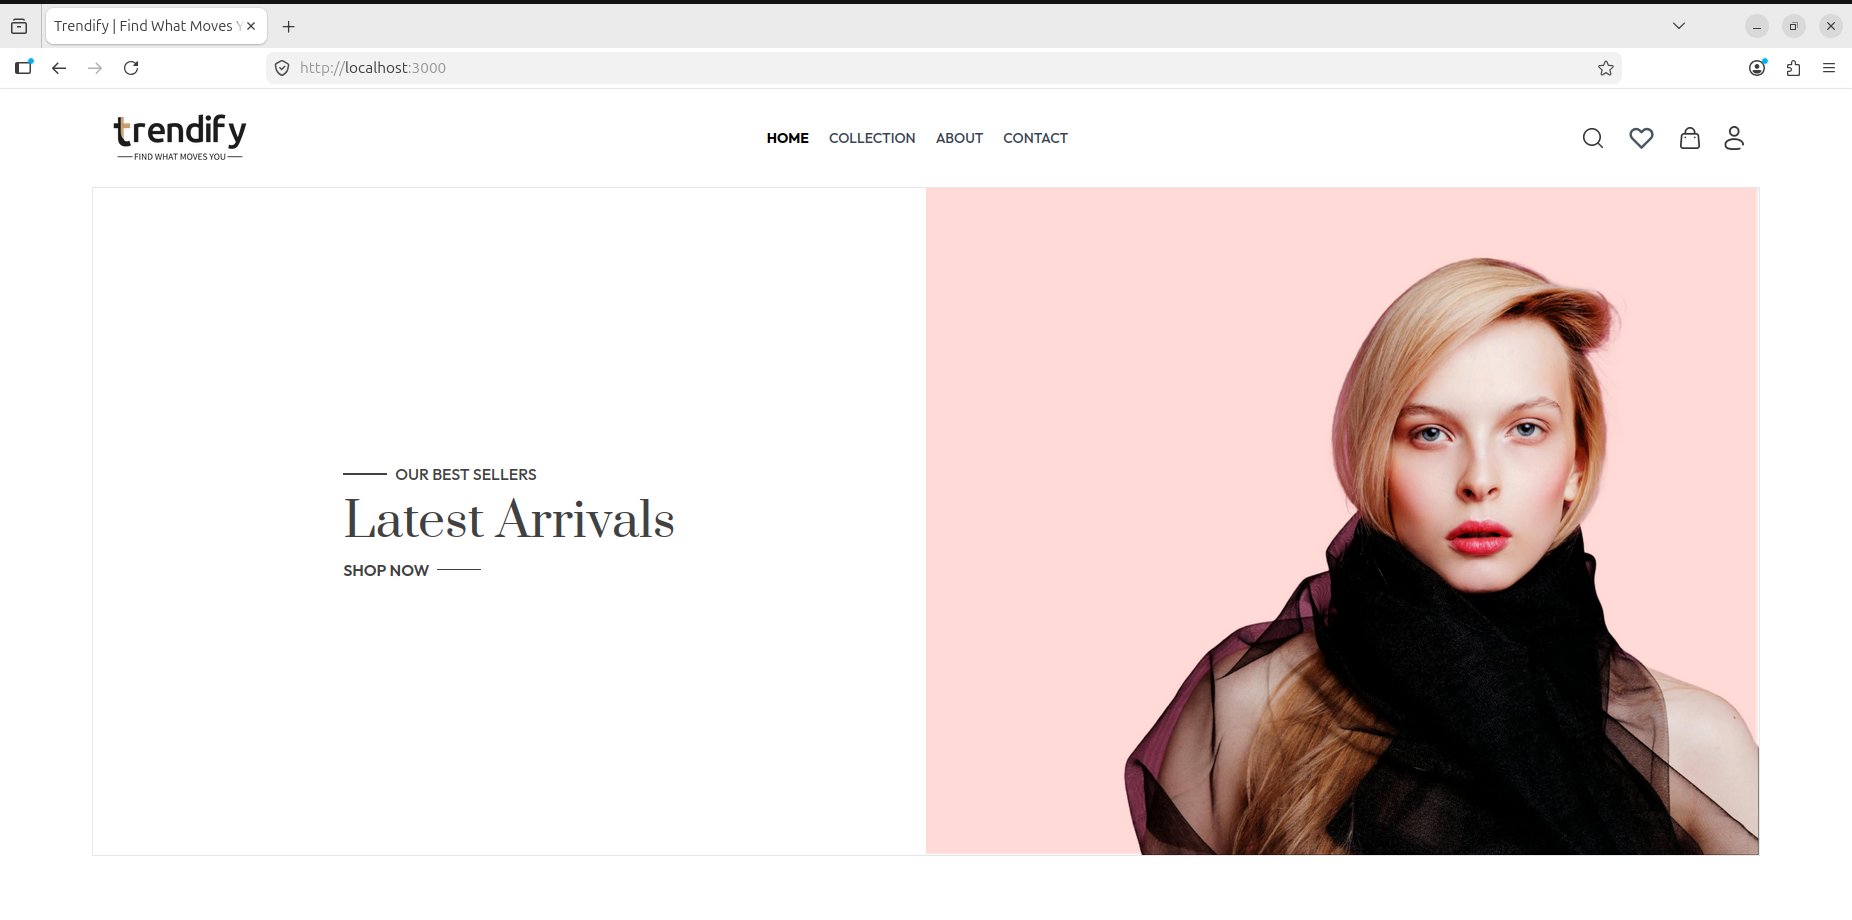 Trendify | Find What Moves
http://localhost:3000
trendify
FIND WHAT MOVES YOU
HOME COLLECTION ABOUT CONTACT
OUR BEST SELLERS
Latest Arrivals
SHOP NOW